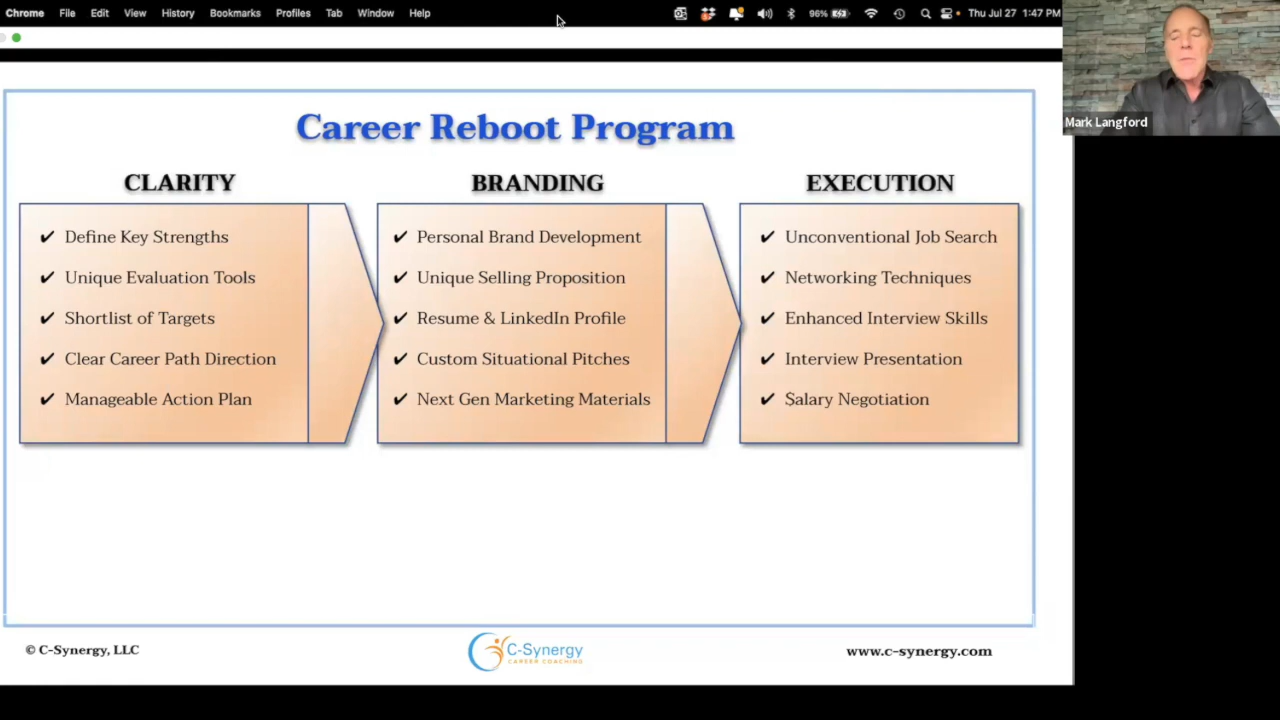 Chrome File Edit View History Bookmarks Profiles Tab Window Help 96% Thu Jul 27 1:47 PM
Mark Langford
Career Reboot Program
CLARITY
✔ Define Key Strengths
✔ Unique Evaluation Tools
✔ Shortlist of Targets
✔ Clear Career Path Direction
✔ Manageable Action Plan
BRANDING
✔ Personal Brand Development
✔ Unique Selling Proposition
✔ Resume & LinkedIn Profile
✔ Custom Situational Pitches
✔ Next Gen Marketing Materials
EXECUTION
✔ Unconventional Job Search
✔ Networking Techniques
✔ Enhanced Interview Skills
✔ Interview Presentation
✔ Salary Negotiation
© C-Synergy, LLC
C-Synergy
CAREER COACHING
www.c-synergy.com